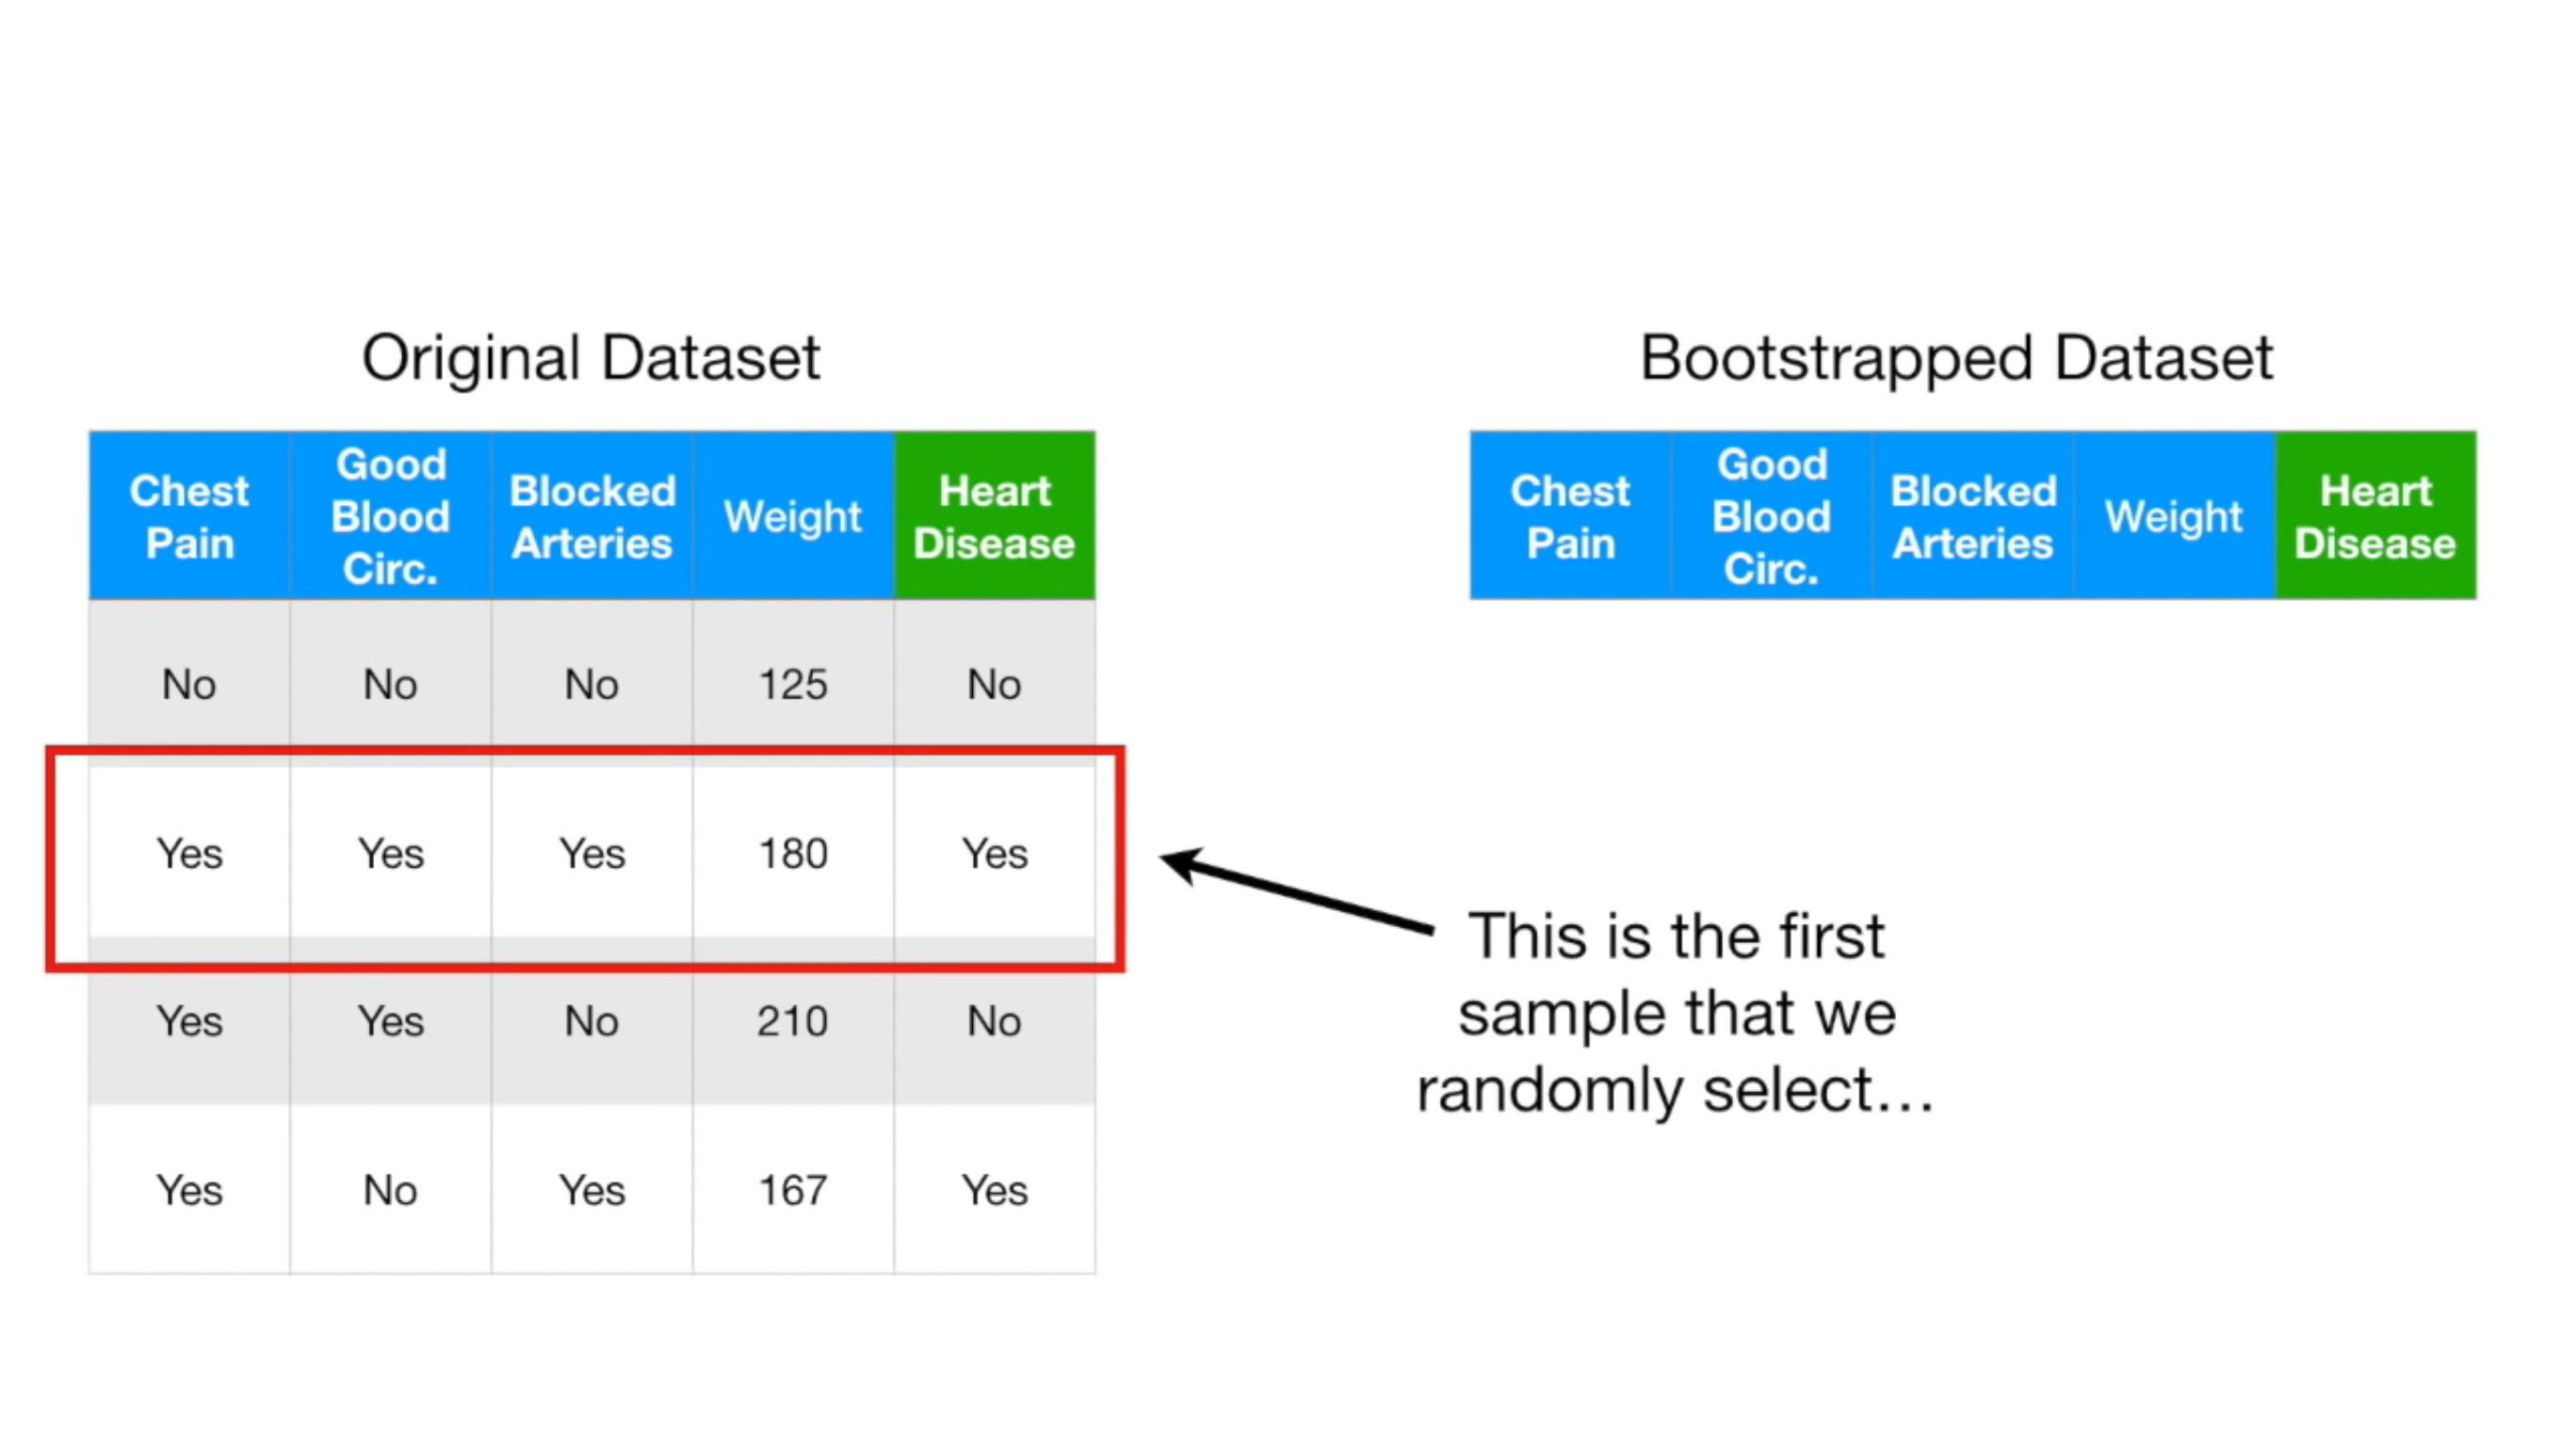 Original Dataset
Bootstrapped Dataset
Chest Pain Good Blood Circ. Blocked Arteries Weight Heart Disease
Chest Pain Good Blood Circ. Blocked Arteries Weight Heart Disease
No No No 125 No
Yes Yes Yes 180 Yes
Yes Yes No 210 No
Yes No Yes 167 Yes
This is the first
sample that we
randomly select…